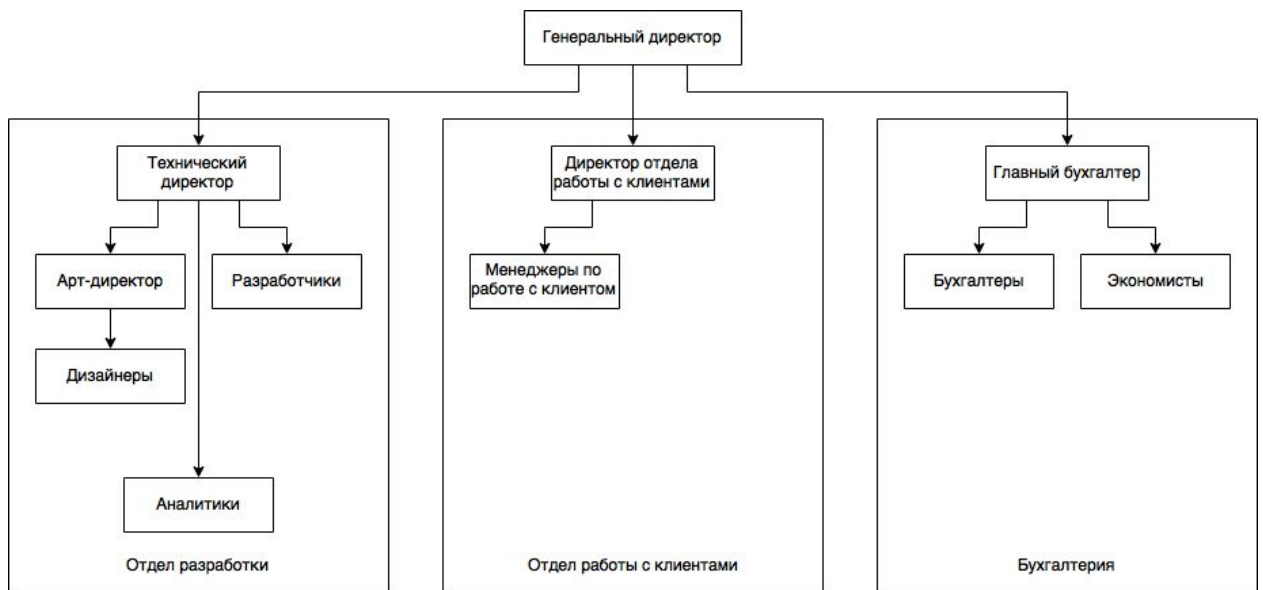 Генеральный директор
Технический
директор
Директор отдела
работы с клиентами
Главный бухгалтер
Арт-директор
Разработчики
Менеджеры по
работе с клиентом
Бухгалтеры
Экономисты
Дизайнеры
Аналитики
Отдел разработки
Отдел работы с клиентами
Бухгалтерия